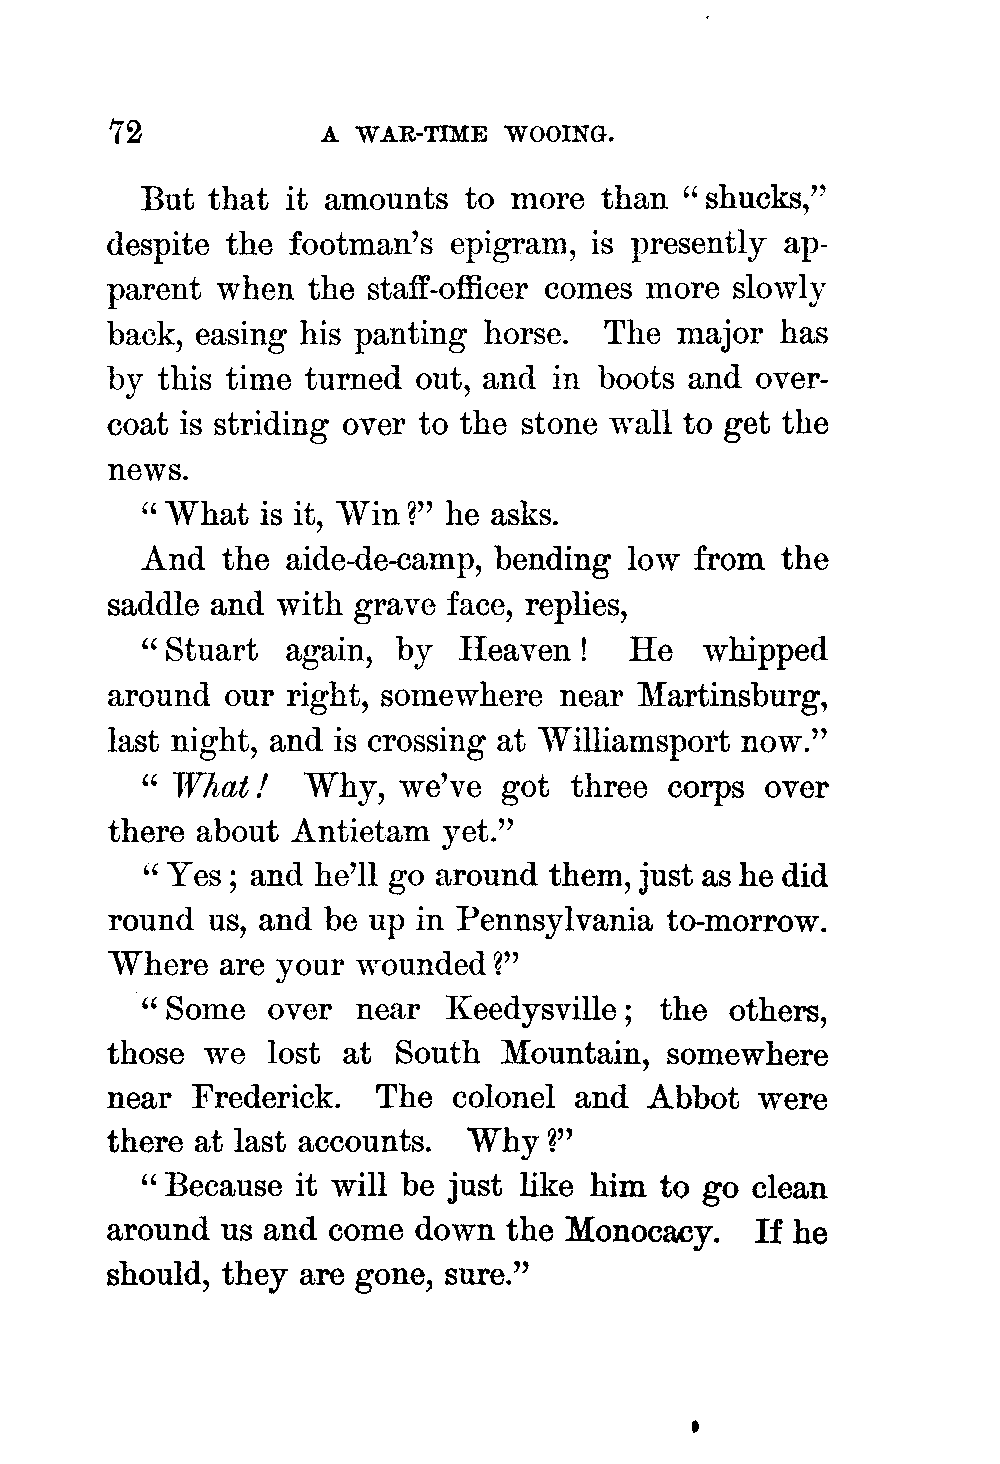 72 A WAR-TIME WOOING.
But that it amounts to more than “shucks,”
despite the footman’s epigram, is presently ap-
parent when the staff-officer comes more slowly
back, easing his panting horse. The major has
by this time turned out, and in boots and over-
coat is striding over to the stone wall to get the
news.
“What is it, Win?” he asks.
And the aide-de-camp, bending low from the
saddle and with grave face, replies,
“Stuart again, by Heaven! He whipped
around our right, somewhere near Martinsburg,
last night, and is crossing at Williamsport now.”
“What! Why, we’ve got three corps over
there about Antietam yet.”
“Yes; and he’ll go around them, just as he did
round us, and be up in Pennsylvania to-morrow.
Where are your wounded?”
“Some over near Keedysville; the others,
those we lost at South Mountain, somewhere
near Frederick. The colonel and Abbot were
there at last accounts. Why?”
“Because it will be just like him to go clean
around us and come down the Monocacy. If he
should, they are gone, sure.”